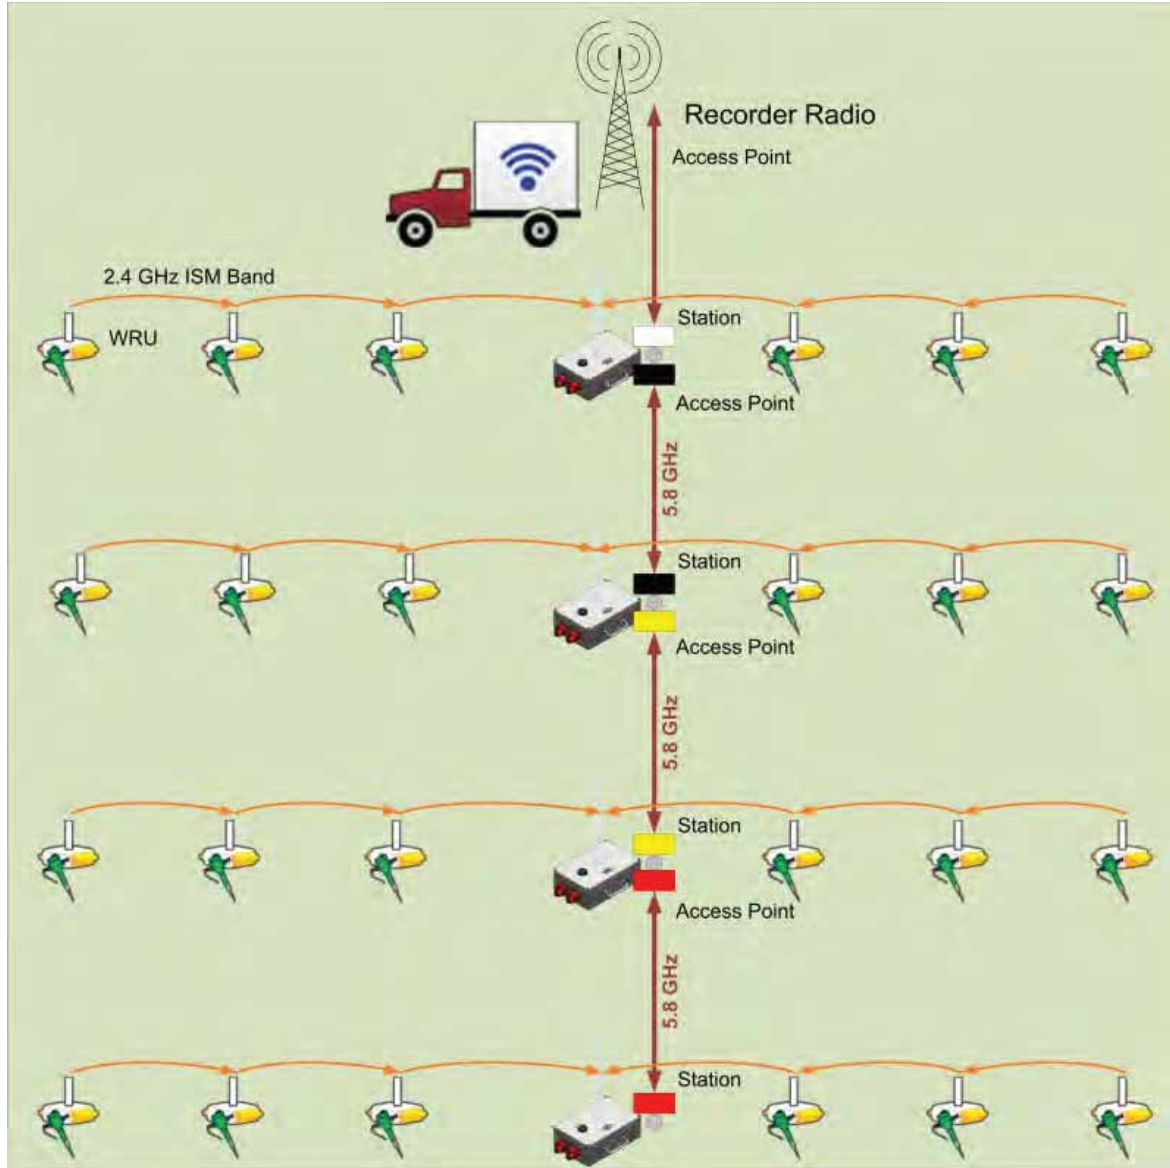 Recorder Radio
Access Point
2.4 GHz ISM Band
WRU
Station
Access Point
5.8 GHz
Station
Access Point
5.8 GHz
Station
Access Point
5.8 GHz
Station